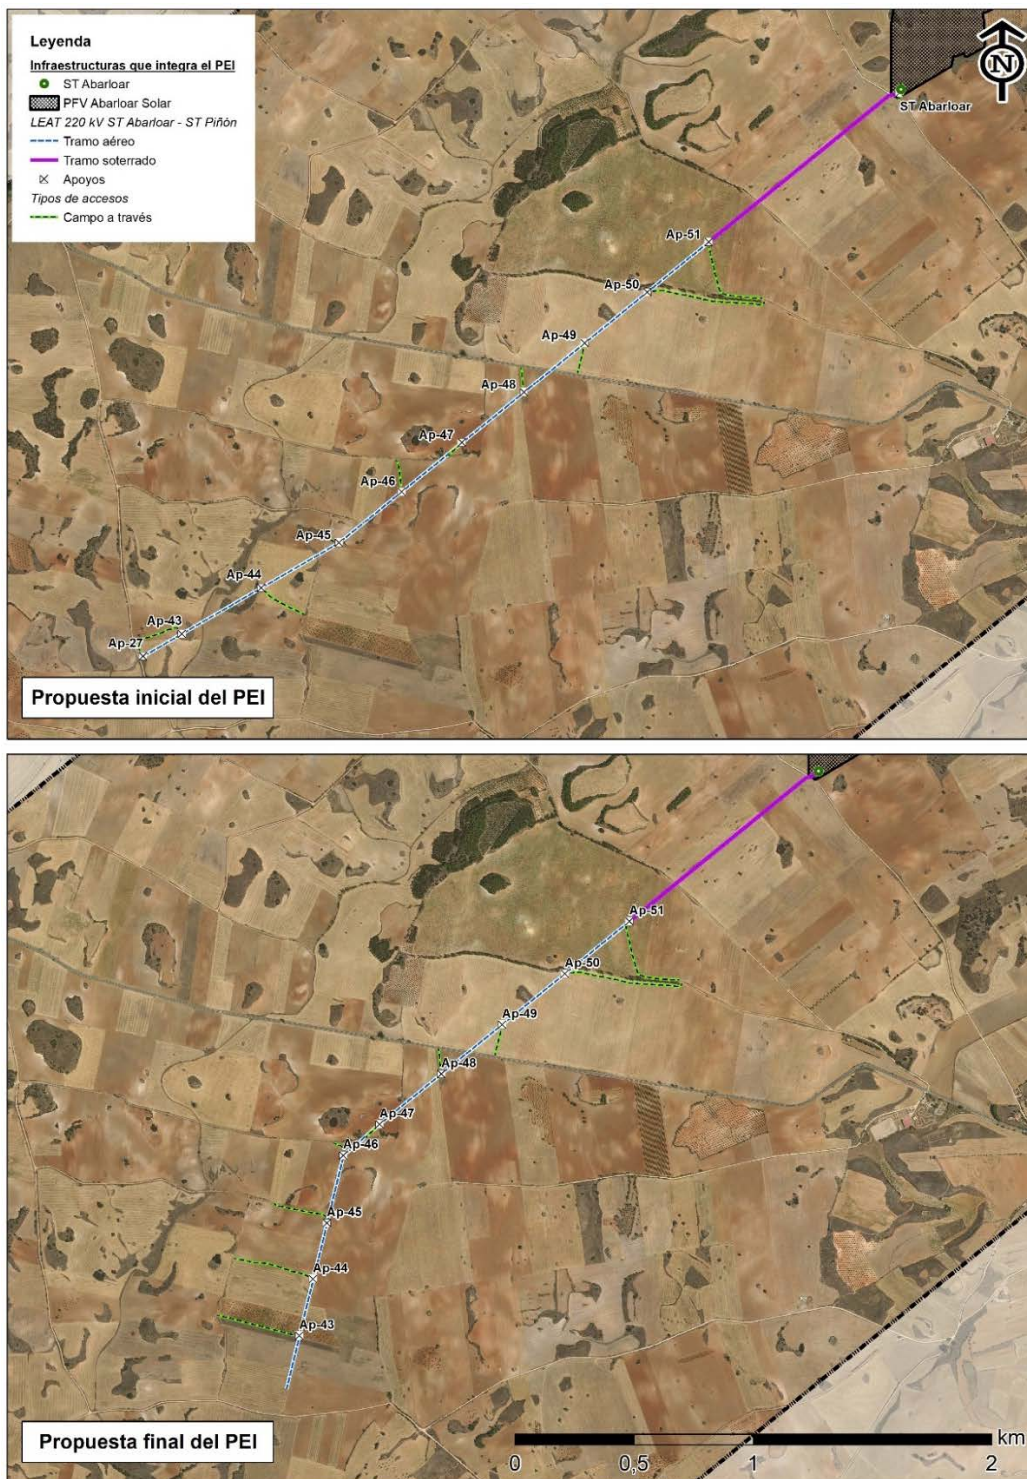 Leyenda
Infraestructuras que integra el PEI
ST Abarloar
PFV Abarloar Solar
LEAT 220 kV ST Abarloar - ST Piñón
Tramo aéreo
Tramo soterrado
Apoyos
Tipos de accesos
Campo a través
N
ST Abarloar
Ap-51
Ap-50
Ap-49
Ap-48
Ap-47
Ap-46
Ap-45
Ap-44
Ap-43
Ap-27
Propuesta inicial del PEI
Ap-51
Ap-50
Ap-49
Ap-48
Ap-47
Ap-46
Ap-45
Ap-44
Ap-43
Propuesta final del PEI
km
0 0,5 1 2